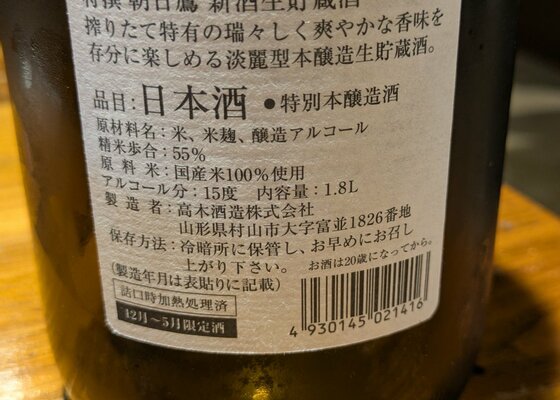 特撰 朝日鷹 新酒生貯蔵酒
搾りたて特有の瑞々しく爽やかな香味を
存分に楽しめる淡麗型本醸造生貯蔵酒。
品目:日本酒 ●特別本醸造酒
原材料名:米、米麹、醸造アルコール
精米歩合:55%
原料米:国産米100%使用
アルコール分:15度 内容量:1.8L
製造者:高木酒造株式会社
山形県村山市大字富並1826番地
保存方法:冷暗所に保管し、お早めにお召し
上がり下さい。 お酒は20歳になってから。
(製造年月は表貼りに記載)
詰口時加熱処理済
12月~5月限定酒
4 930145 021416